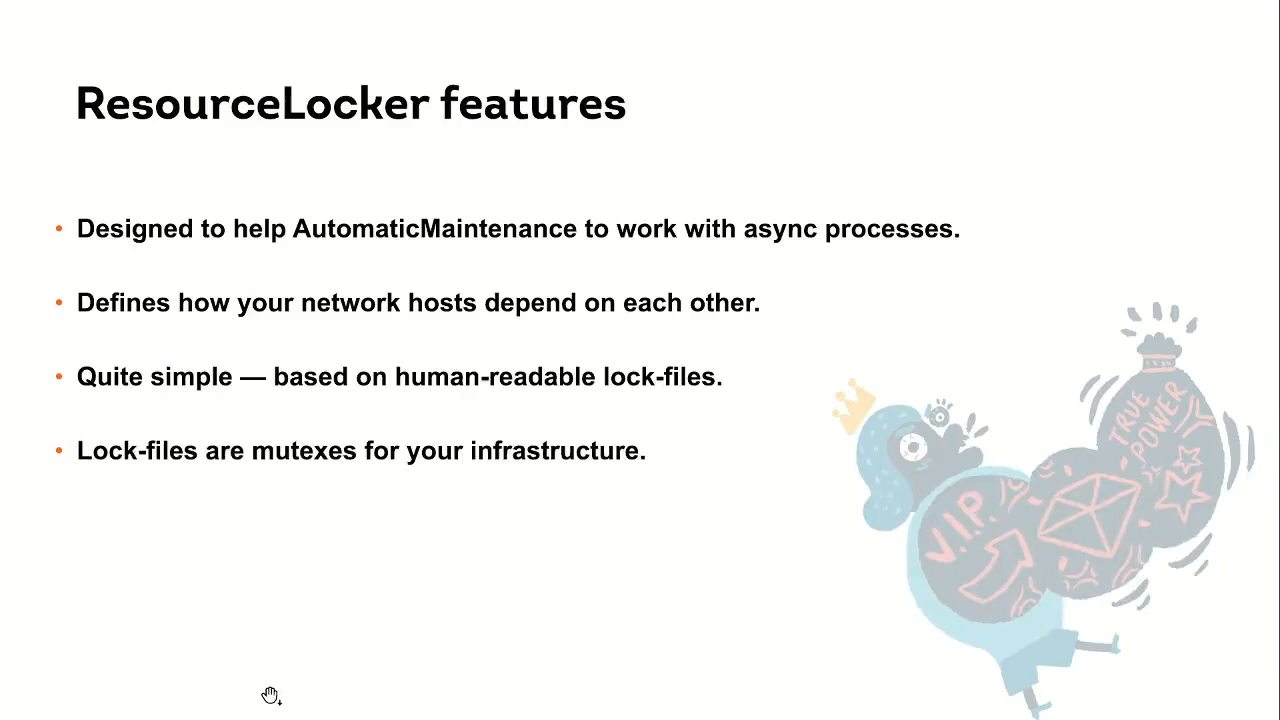 ResourceLocker features
• Designed to help AutomaticMaintenance to work with async processes.
• Defines how your network hosts depend on each other.
• Quite simple — based on human-readable lock-files.
• Lock-files are mutexes for your infrastructure.
TRUE
POWER
V.I.P.